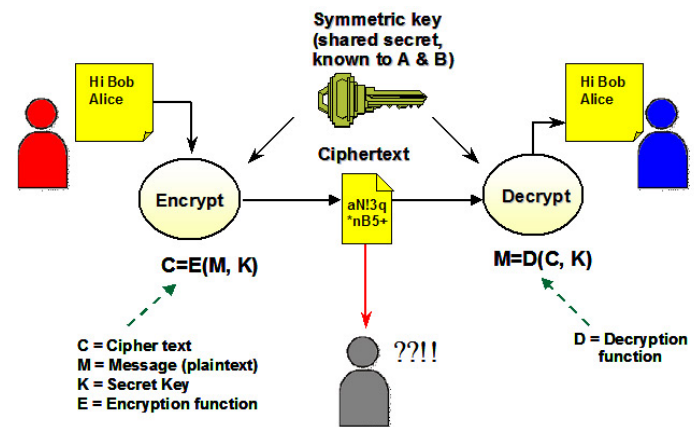 Symmetric key
(shared secret,
known to A & B)
Hi Bob
Alice
Hi Bob
Alice
Ciphertext
Encrypt
aN!3q
*nB5+
Decrypt
C=E(M, K)
M=D(C, K)
C = Cipher text
M = Message (plaintext)
K = Secret Key
E = Encryption function
??!!
D = Decryption
function